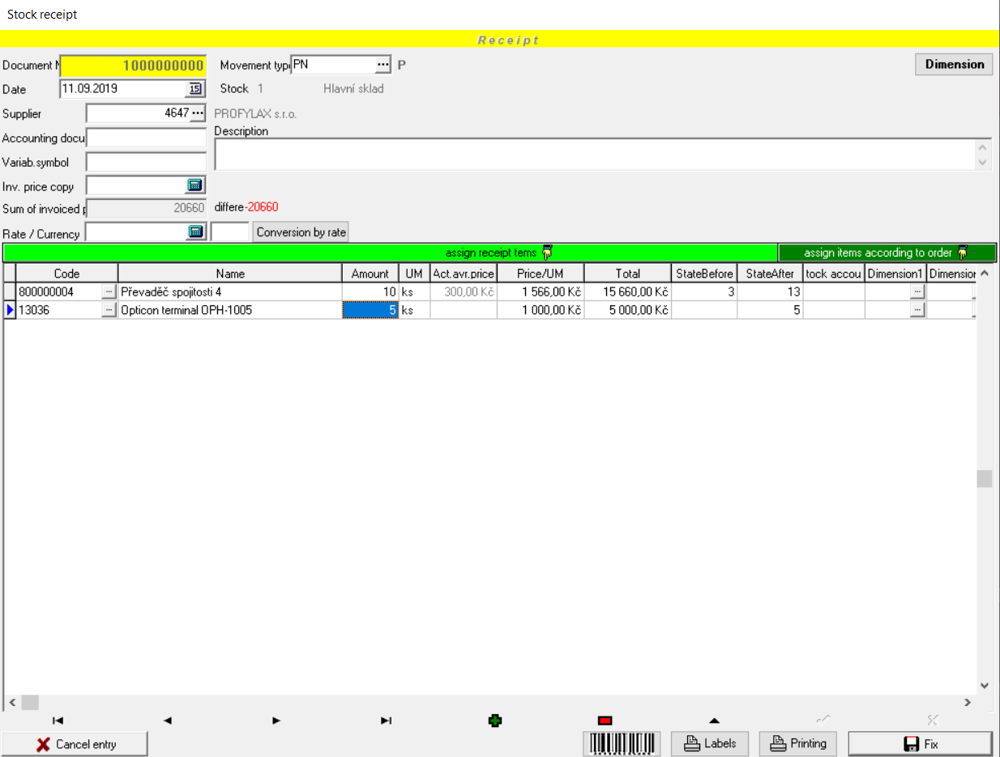 Stock receipt
Receipt
Document N 1000000000 Movement typ PN ... P Dimension
Date 11.09.2019 15 Stock 1 Hlavní sklad
Supplier 4647 ... PROFYLAX s.r.o.
Accounting docu Description
Variab.symbol
Inv. price copy
Sum of invoiced p 20660 differe -20660
Rate / Currency Conversion by rate
assign receipt tems assign items according to order
Code Name Amount UM Act.avr.price Price/UM Total StateBefore StateAfter tock accou Dimension1 Dimension
800000004 ... Převaděč spojitosti 4 10 ks 300,00 Kč 1 566,00 Kč 15 660,00 Kč 3 13 ...
13036 ... Opticon terminal OPH-1005 5 ks 1 000,00 Kč 5 000,00 Kč 5 ...
Cancel entry Labels Printing Fix